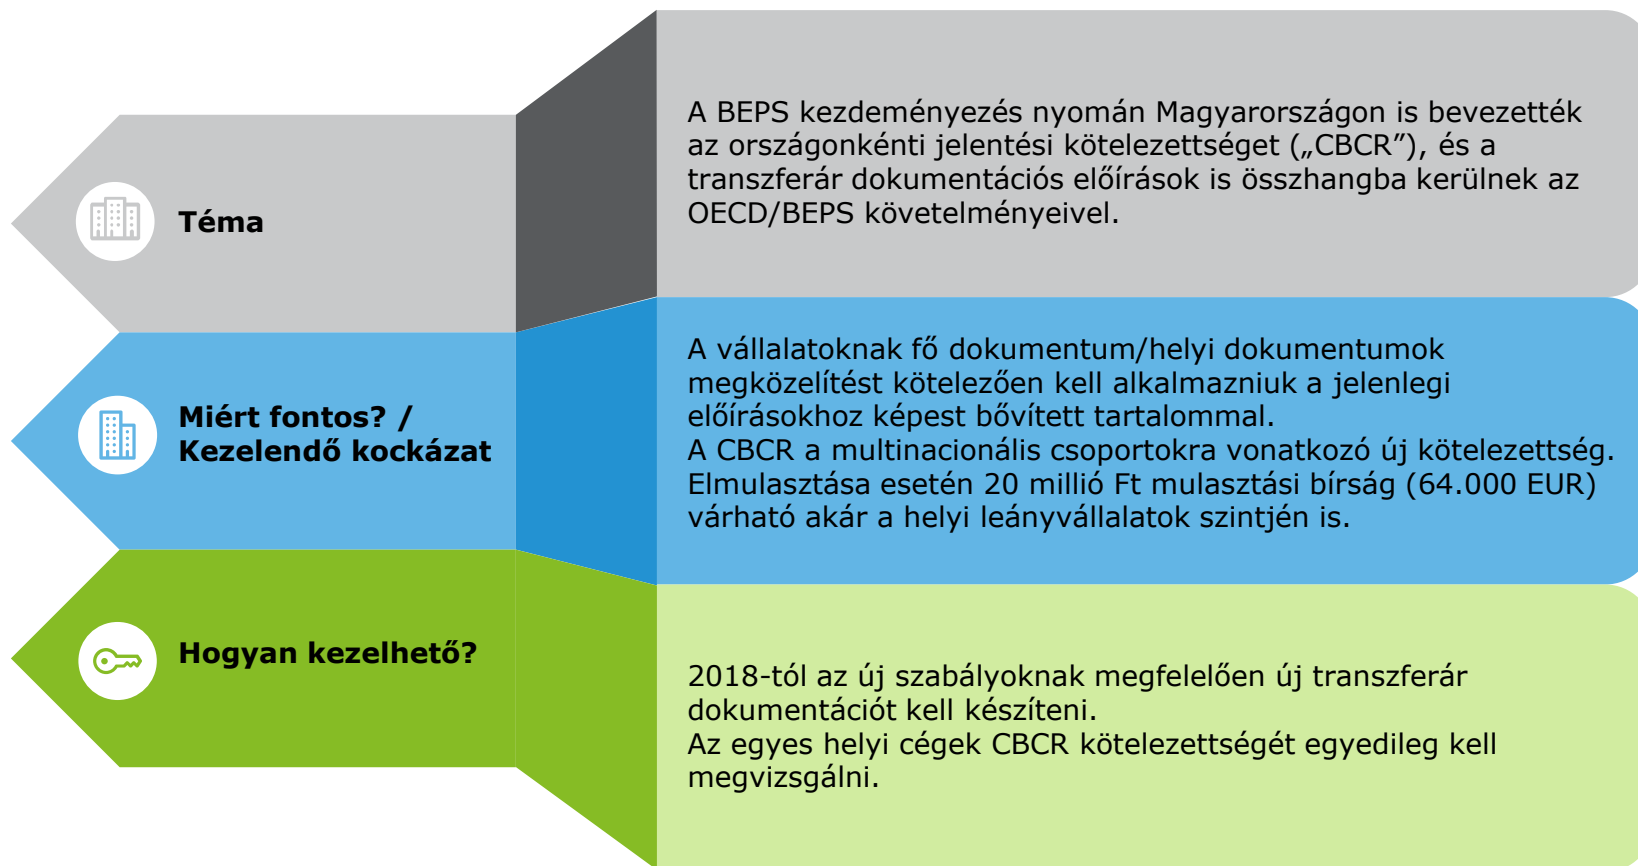 Téma
A BEPS kezdeményezés nyomán Magyarországon is bevezették
az országonkénti jelentési kötelezettséget („CBCR”), és a
transzferár dokumentációs előírások is összhangba kerülnek az
OECD/BEPS követelményeivel.
Miért fontos? /
Kezelendő kockázat
A vállalatoknak fő dokumentum/helyi dokumentumok
megközelítést kötelezően kell alkalmazniuk a jelenlegi
előírásokhoz képest bővített tartalommal.
A CBCR a multinacionális csoportokra vonatkozó új kötelezettség.
Elmulasztása esetén 20 millió Ft mulasztási bírság (64.000 EUR)
várható akár a helyi leányvállalatok szintjén is.
Hogyan kezelhető?
2018-tól az új szabályoknak megfelelően új transzferár
dokumentációt kell készíteni.
Az egyes helyi cégek CBCR kötelezettségét egyedileg kell
megvizsgálni.